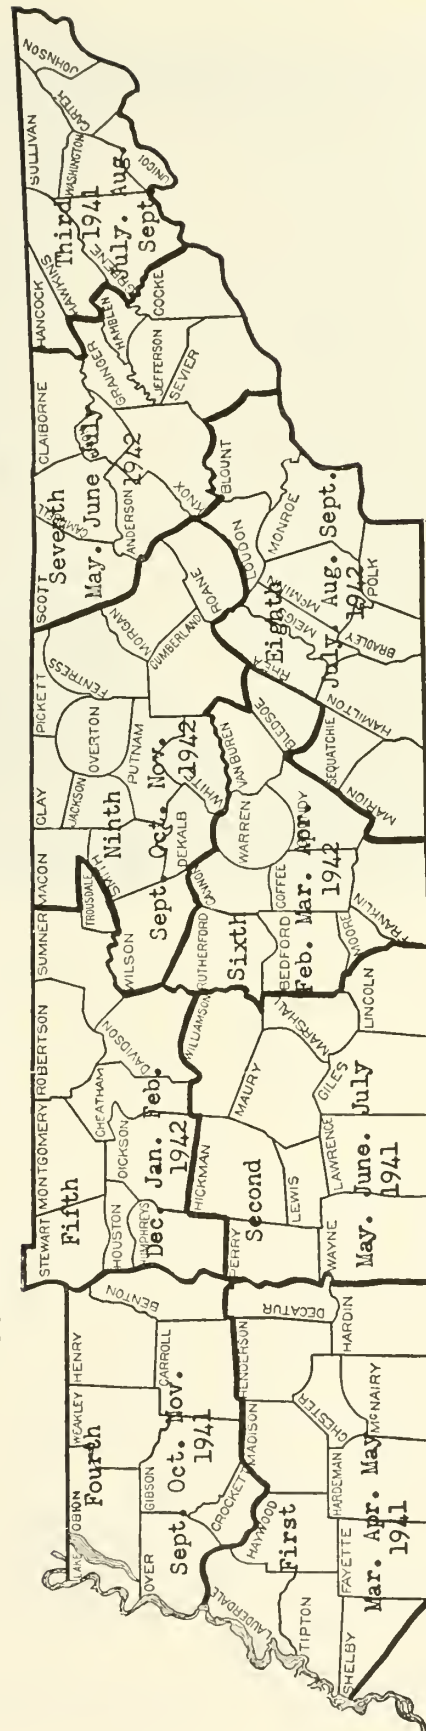 LAKE
OBION
WEAKLEY
HENRY
Fourth
STEWART
MONTGOMERY
ROBERTSON
SUMNER
MACON
CLAY
PICKETT
SCOTT
CLAIBORNE
HANCOCK
HAWKINS
SULLIVAN
JOHNSON
CARTER
WASHINGTON
UNICOI
GREENE
Third
1941
July. Aug.
Sept
Fifth
HOUSTON
HUMPHREYS
DICKSON
CHEATHAM
DAVIDSON
Dec. Jan. Feb.
1942
TROUSDALE
SMITH
WILSON
JACKSON
OVERTON
PUTNAM
DEKALB
WHITE
FENTRESS
MORGAN
CUMBERLAND
ROANE
Ninth
Sept. Oct. Nov.
1942
Seventh
May. June July
1942
CAMPBELL
ANDERSON
KNOX
GRAINGER
HAMBLEN
JEFFERSON
COCKE
SEVIER
DYER
GIBSON
CROCKETT
CARROLL
BENTON
Sept. Oct. Nov.
1941
LAUDERDALE
HAYWOOD
MADISON
HENDERSON
DECATUR
TIPTON
SHELBY
FAYETTE
HARDEMAN
CHESTER
MCNAIRY
HARDIN
First
Mar. Apr. May
1941
PERRY
HICKMAN
WILLIAMSON
MAURY
MARSHALL
LEWIS
WAYNE
LAWRENCE
GILES
LINCOLN
Second
May. June. July
1941
RUTHERFORD
CANNON
WARREN
VAN BUREN
BLEDSOE
SEQUATCHIE
BEDFORD
COFFEE
MOORE
FRANKLIN
MARION
HAMILTON
Sixth
Feb. Mar. Apr.
1942
RHEA
MEIGS
MCMINN
LOUDON
BLOUNT
MONROE
BRADLEY
POLK
Eighth
July. Aug. Sept.
1942